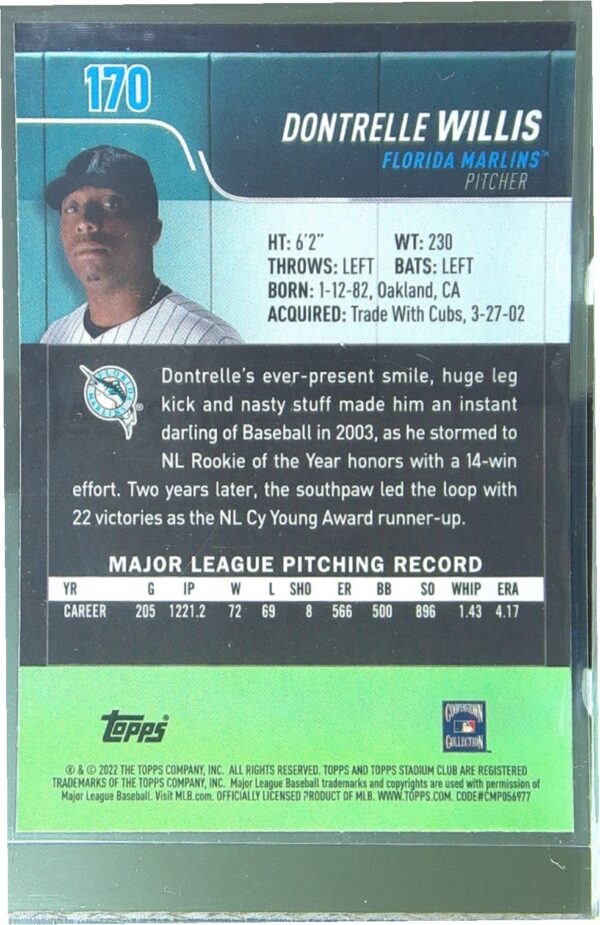 170
DONTRELLE WILLIS
FLORIDA MARLINS™
PITCHER
HT: 6'2" WT: 230
THROWS: LEFT BATS: LEFT
BORN: 1-12-82, Oakland, CA
ACQUIRED: Trade With Cubs, 3-27-02
FLORIDA
MARLINS
®
Dontrelle's ever-present smile, huge leg
kick and nasty stuff made him an instant
darling of Baseball in 2003, as he stormed to
NL Rookie of the Year honors with a 14-win
effort. Two years later, the southpaw led the loop with
22 victories as the NL Cy Young Award runner-up.
MAJOR LEAGUE PITCHING RECORD
YR G IP W L SHO ER BB SO WHIP ERA
CAREER 205 1221.2 72 69 8 566 500 896 1.43 4.17
topps®
COOPERSTOWN
COLLECTION
® & © 2022 THE TOPPS COMPANY, INC. ALL RIGHTS RESERVED. TOPPS AND TOPPS STADIUM CLUB ARE REGISTERED
TRADEMARKS OF THE TOPPS COMPANY, INC. Major League Baseball trademarks and copyrights are used with permission of
Major League Baseball. Visit MLB.com. OFFICIALLY LICENSED PRODUCT OF MLB. WWW.TOPPS.COM. CODE#CMP056977